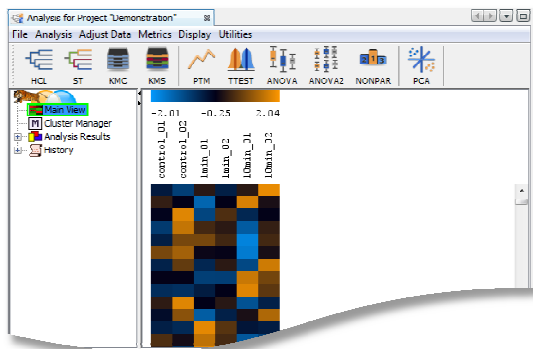 Analysis for Project "Demonstration"
File Analysis Adjust Data Metrics Display Utilities
HCL ST KMC KMS PTM TTEST ANOVA ANOVA2 NONPAR PCA
Main View
M Cluster Manager
Analysis Results
History
-2.01 -0.25 2.04
control_01
control_02
1min_01
1min_02
10min_01
10min_02